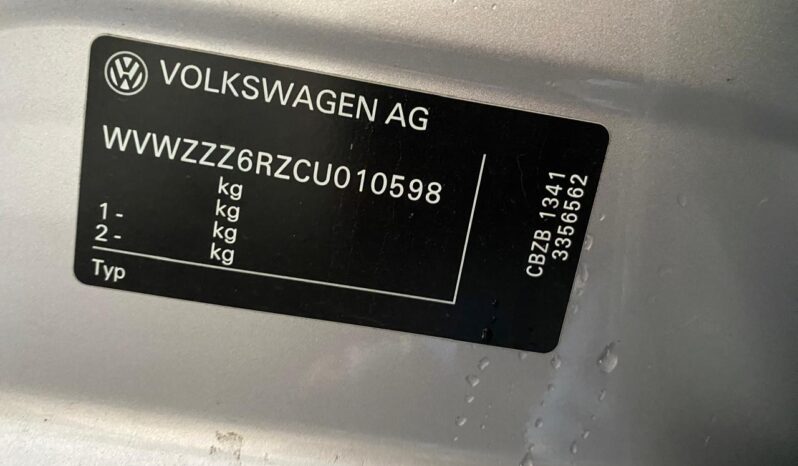 VOLKSWAGEN AG
WVWZZZ6RZCU010598
kg
1 - kg
2 - kg
kg
Typ
CBZB 1341
3356562